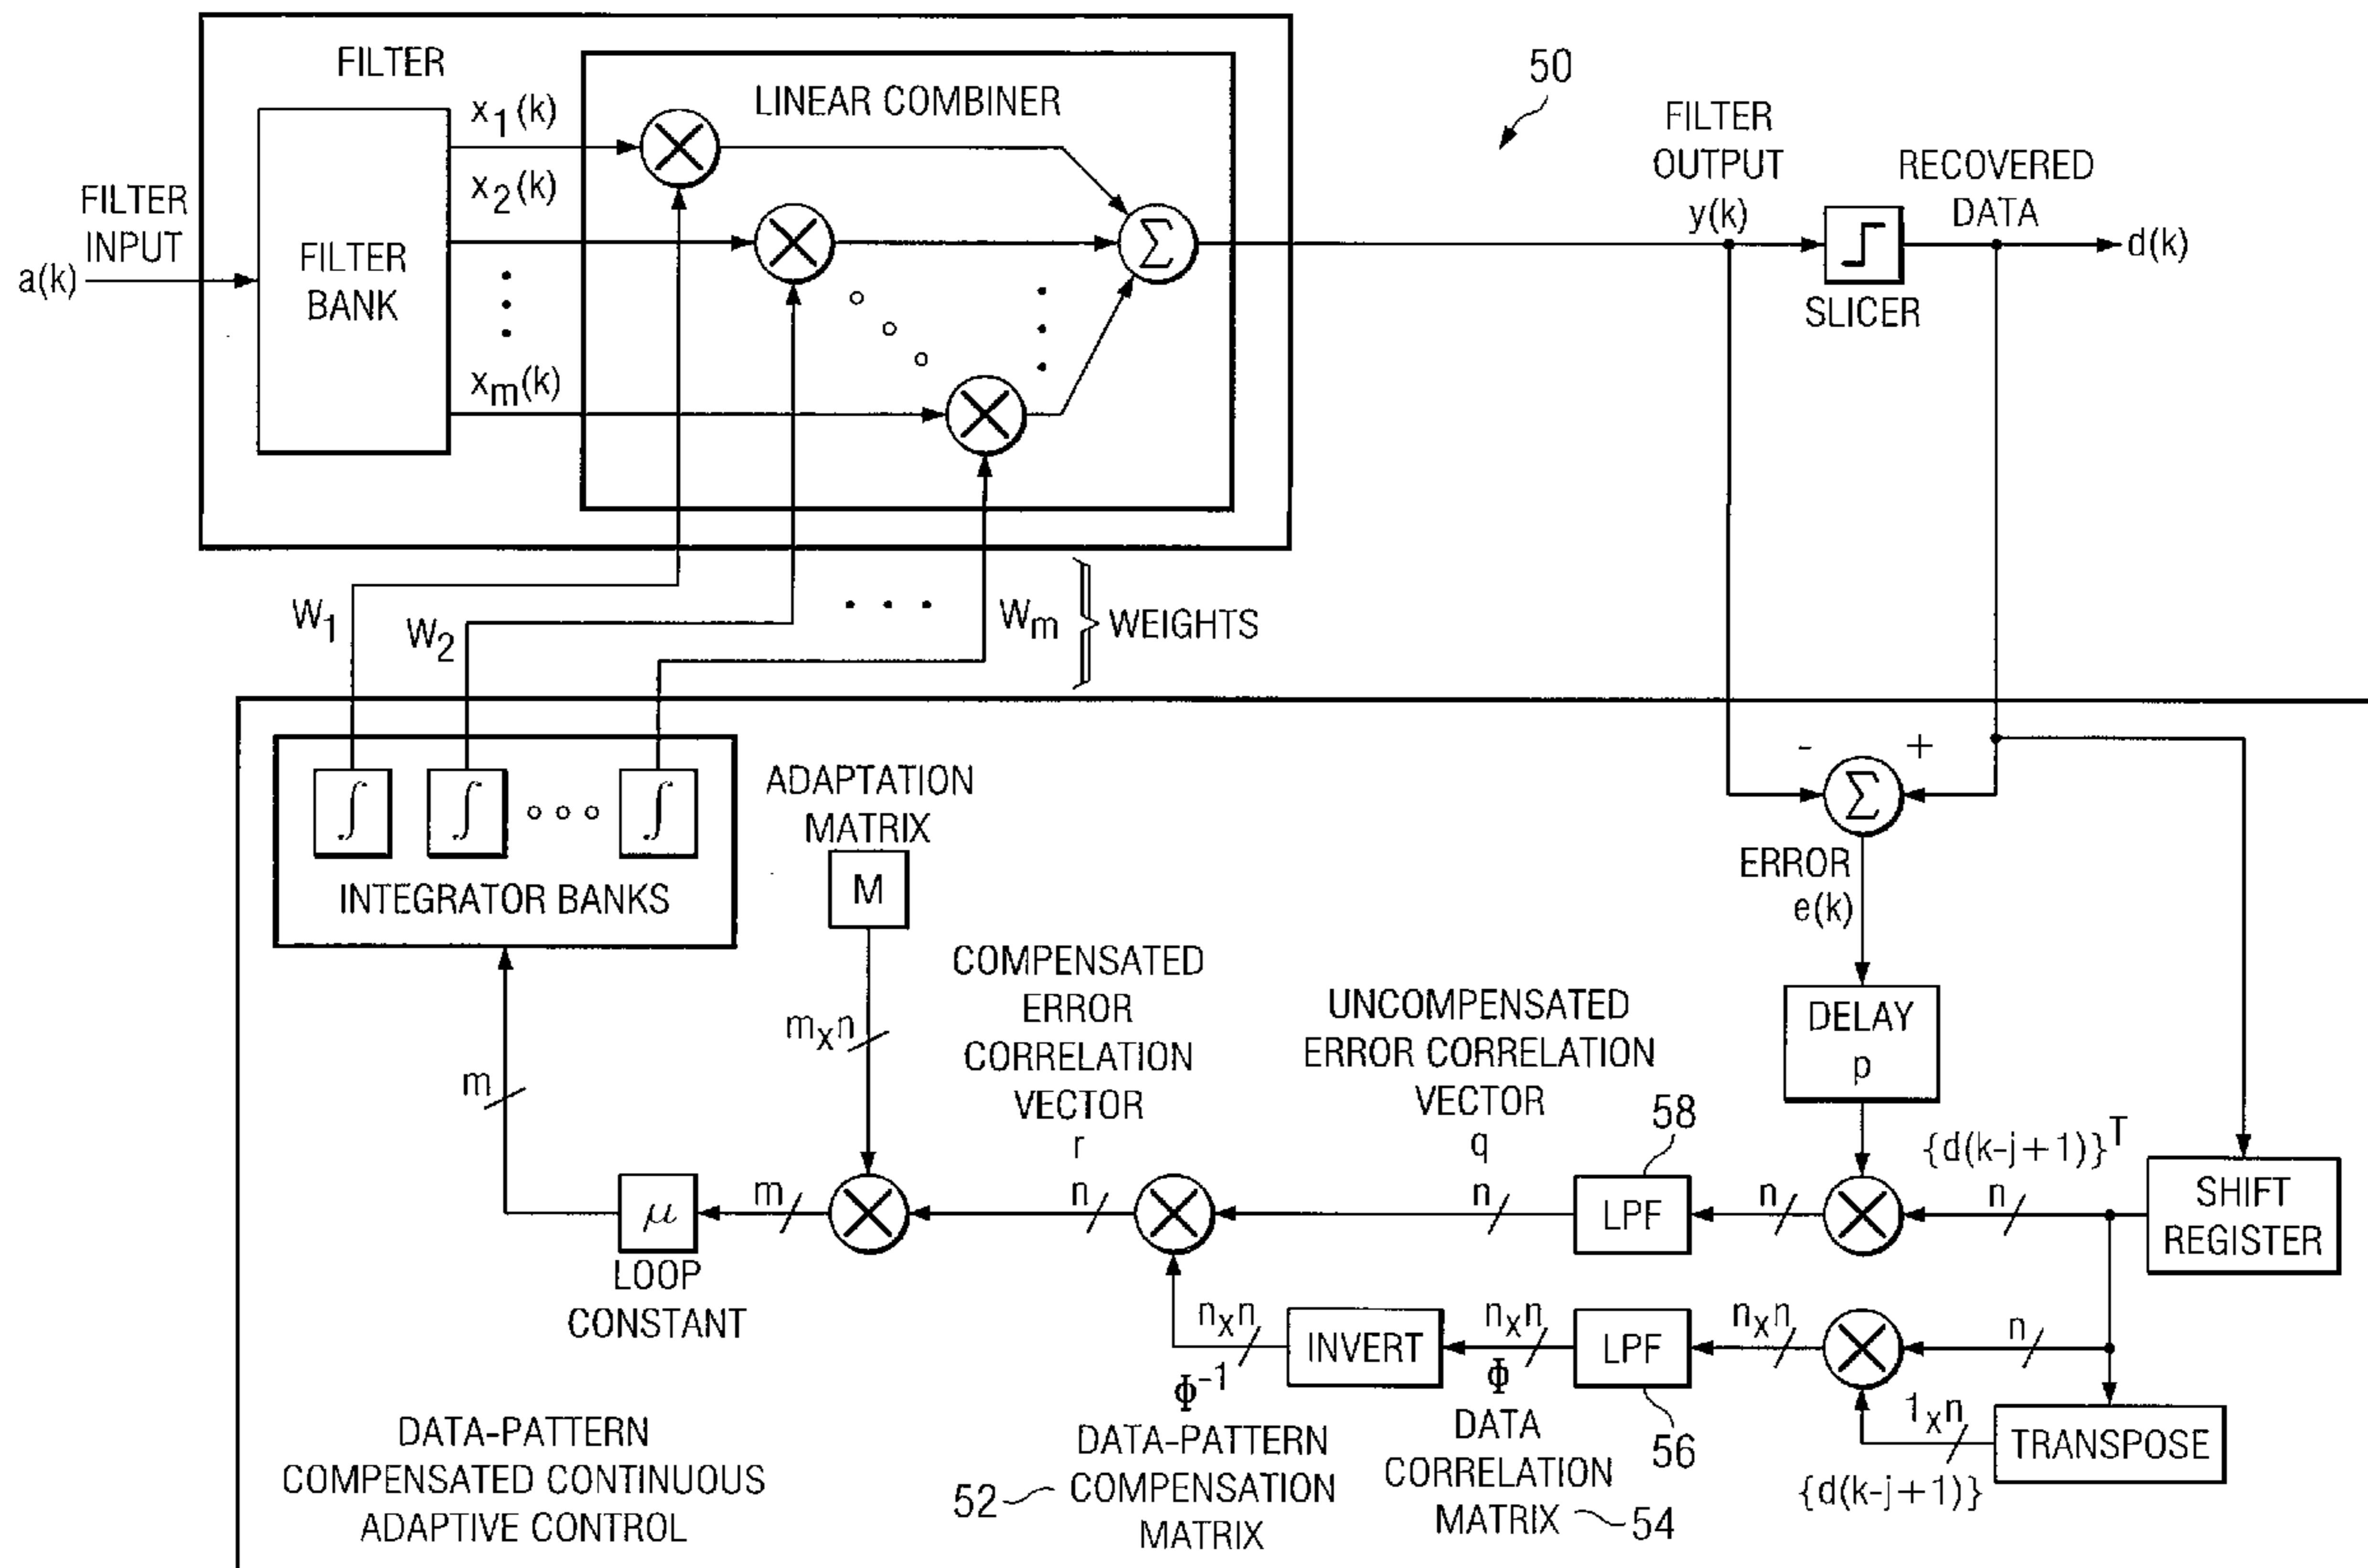 FILTER
LINEAR COMBINER
50
x1(k)
x2(k)
xm(k)
FILTER
INPUT
a(k)
FILTER
BANK
Σ
FILTER
OUTPUT
y(k)
RECOVERED
DATA
d(k)
SLICER
W1
W2
Wm
WEIGHTS
∫
∫
∫
INTEGRATOR BANKS
ADAPTATION
MATRIX
M
- +
Σ
ERROR
e(k)
DELAY
p
COMPENSATED
ERROR
CORRELATION
VECTOR
r
UNCOMPENSATED
ERROR CORRELATION
VECTOR
q
58
mxn
m
{d(k-j+1)}T
SHIFT
REGISTER
μ
LOOP
CONSTANT
m
n
n
LPF
n
n
nxn
Φ-1
INVERT
nxn
Φ
LPF
nxn
n
56
1xn
TRANSPOSE
{d(k-j+1)}
DATA-PATTERN
COMPENSATED CONTINUOUS
ADAPTIVE CONTROL
52
DATA-PATTERN
COMPENSATION
MATRIX
DATA
CORRELATION
MATRIX
54